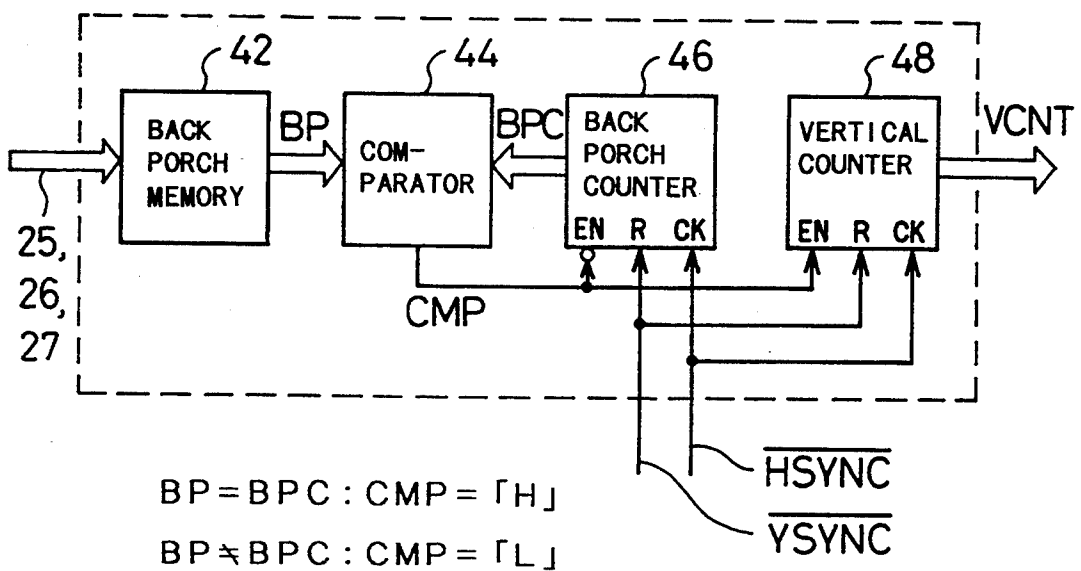 42
44
46
48
BACK
PORCH
MEMORY
BP
COM-
PARATOR
BPC
BACK
PORCH
COUNTER
EN R CK
VERTICAL
COUNTER
EN R CK
VCNT
25,
26,
27
CMP
HSYNC
YSYNC
BP=BPC:CMP=「H」
BP≠BPC:CMP=「L」